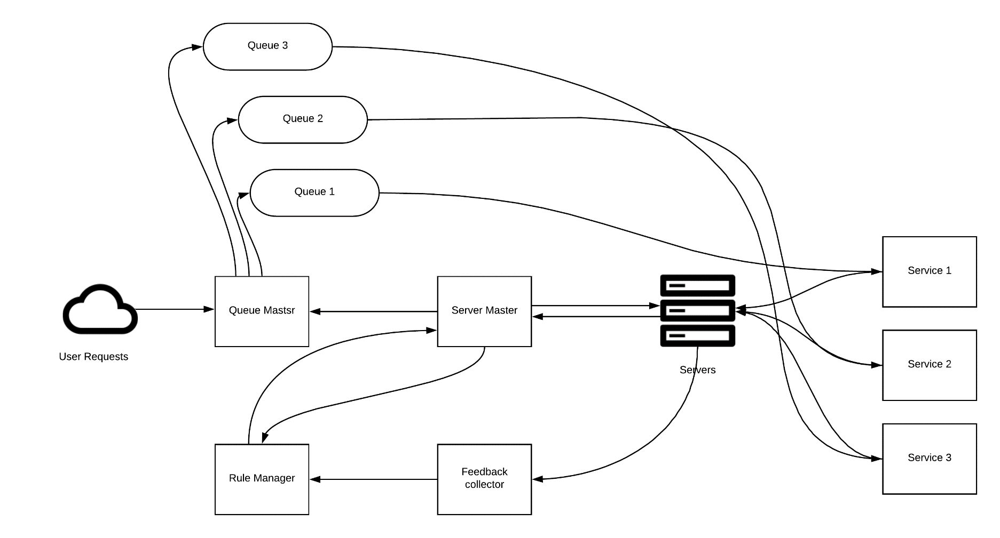 Queue 3
Queue 2
Queue 1
Service 1
Queue Mastsr
Server Master
User Requests
Service 2
Servers
Service 3
Rule Manager
Feedback
collector